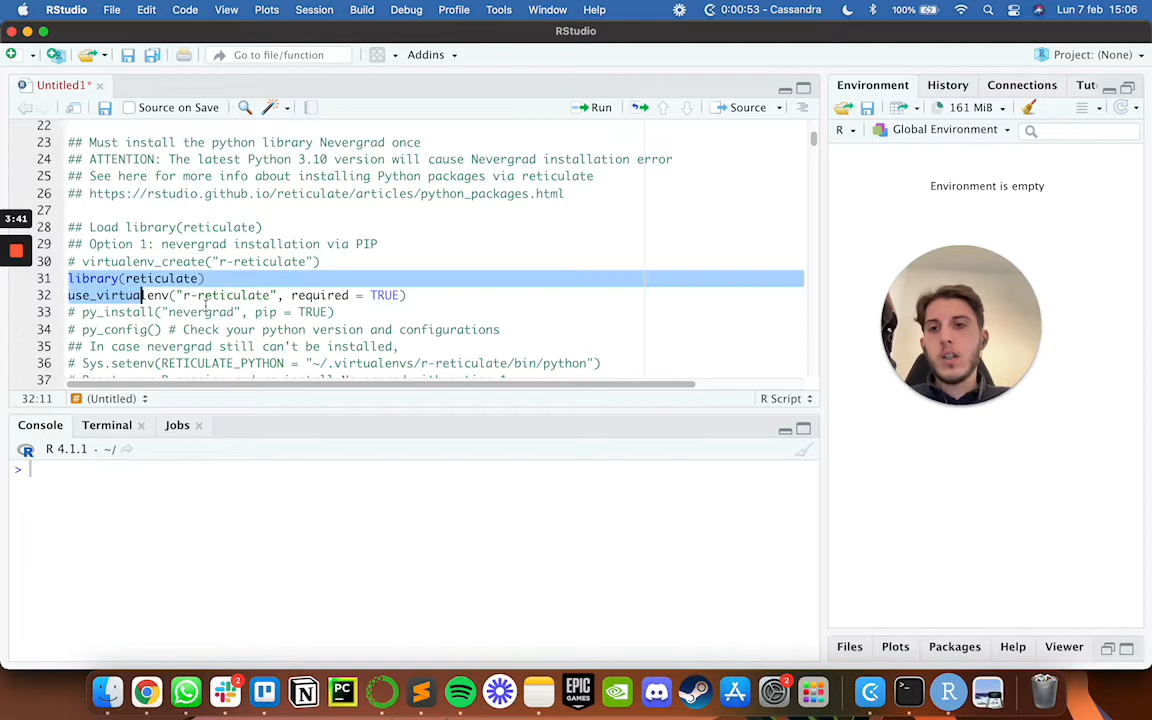 RStudio File Edit Code View Plots Session Build Debug Profile Tools Window Help 0:00:53 - Cassandra 100% Lun 7 feb 15:06
RStudio
Go to file/function Addins Project: (None)
Untitled1* Environment History Connections Tut
Source on Save Run Source 161 MiB
R Global Environment
22
23 ## Must install the python library Nevergrad once
24 ## ATTENTION: The latest Python 3.10 version will cause Nevergrad installation error
25 ## See here for more info about installing Python packages via reticulate
26 ## https://rstudio.github.io/reticulate/articles/python_packages.html
27
28 ## Load library(reticulate)
29 ## Option 1: nevergrad installation via PIP
30 # virtualenv_create("r-reticulate")
31 library(reticulate)
32 use_virtualenv("r-reticulate", required = TRUE)
33 # py_install("nevergrad", pip = TRUE)
34 # py_config() # Check your python version and configurations
35 ## In case nevergrad still can't be installed,
36 # Sys.setenv(RETICULATE_PYTHON = "~/.virtualenvs/r-reticulate/bin/python")
37
Environment is empty
3:41
32:11 (Untitled) R Script
Console Terminal Jobs
R 4.1.1 · ~/
>
Files Plots Packages Help Viewer
2
PC
EPIC GAMES
2